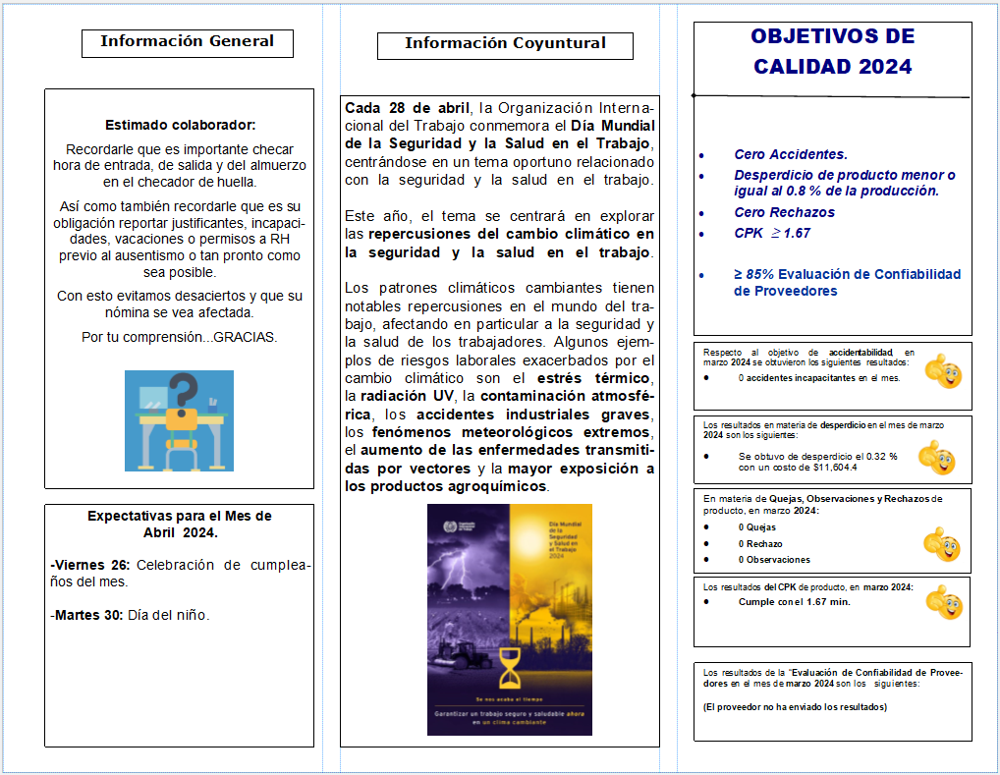 Información General
Estimado colaborador:
Recordarle que es importante checar
hora de entrada, de salida y del almuerzo
en el checador de huella.
Así como también recordarle que es su
obligación reportar justificantes, incapaci-
dades, vacaciones o permisos a RH
previo al ausentismo o tan pronto como
sea posible.
Con esto evitamos desaciertos y que su
nómina se vea afectada.
Por tu comprensión...GRACIAS.
?
Expectativas para el Mes de
Abril 2024.
-Viernes 26: Celebración de cumplea-
ños del mes.
-Martes 30: Día del niño.
Información Coyuntural
Cada 28 de abril, la Organización Interna-
cional del Trabajo conmemora el Día Mundial
de la Seguridad y la Salud en el Trabajo,
centrándose en un tema oportuno relacionado
con la seguridad y la salud en el trabajo.
Este año, el tema se centrará en explorar
las repercusiones del cambio climático en
la seguridad y la salud en el trabajo.
Los patrones climáticos cambiantes tienen
notables repercusiones en el mundo del tra-
bajo, afectando en particular a la seguridad y
la salud de los trabajadores. Algunos ejem-
plos de riesgos laborales exacerbados por el
cambio climático son el estrés térmico,
la radiación UV, la contaminación atmosfé-
rica, los accidentes industriales graves,
los fenómenos meteorológicos extremos,
el aumento de las enfermedades transmiti-
das por vectores y la mayor exposición a
los productos agroquímicos.
Organización
Internacional
del Trabajo
Día Mundial
de la
Seguridad
y Salud en
el Trabajo
2024
Se nos acaba el tiempo
Garantizar un trabajo seguro y saludable ahora
en un clima cambiante
OBJETIVOS DE
CALIDAD 2024
• Cero Accidentes.
• Desperdicio de producto menor o
igual al 0.8 % de la producción.
• Cero Rechazos
• CPK ≥ 1.67
• ≥ 85% Evaluación de Confiabilidad
de Proveedores
Respecto al objetivo de accidentabilidad, en
marzo 2024 se obtuvieron los siguientes resultados:
• 0 accidentes incapacitantes en el mes.
Los resultados en materia de desperdicio en el mes de marzo
2024 son los siguientes:
• Se obtuvo de desperdicio el 0.32 %
con un costo de $11,604.4
En materia de Quejas, Observaciones y Rechazos de
producto, en marzo 2024:
• 0 Quejas
• 0 Rechazo
• 0 Observaciones
Los resultados del CPK de producto, en marzo 2024:
• Cumple con el 1.67 min.
Los resultados de la "Evaluación de Confiabilidad de Provee-
dores en el mes de marzo 2024 son los siguientes:
(El proveedor no ha enviado los resultados)